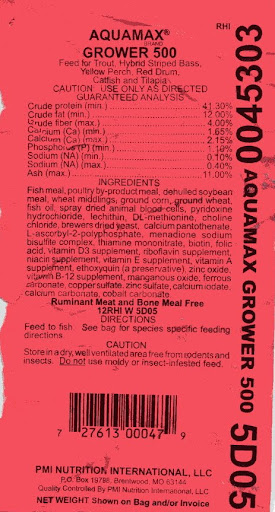 RHI
AQUAMAX®
BRAND
GROWER 500
Feed for Trout, Hybrid Striped Bass,
Yellow Perch, Red Drum,
Catfish and Tilapia
CAUTION: USE ONLY AS DIRECTED
GUARANTEED ANALYSIS
Crude protein (min.) 41.30%
Crude fat (min.) 12.00%
Crude fiber (max.) 4.00%
Calcium (Ca) (min.) 1.65%
Calcium (Ca) (max.) 2.15%
Phosphorus (P) (min.) 1.10%
Sodium (NA) (min.) 0.10%
Sodium (NA) (max.) 0.40%
Ash (max.) 11.00%
INGREDIENTS
Fish meal, poultry by-product meal, dehulled soybean
meal, wheat middlings, ground corn, ground wheat,
fish oil, spray dried animal blood cells, pyridoxine
hydrochloride, lechithin, DL-methionine, choline
chloride, brewers dried yeast, calcium pantothenate,
L-ascorbyl-2-polyphosphate, menadione sodium
bisulfite complex, thiamine mononitrate, biotin, folic
acid, vitamin D3 supplement, riboflavin supplement,
niacin supplement, vitamin E supplement, vitamin A
supplement, ethoxyquin (a preservative), zinc oxide,
vitamin B-12 supplement, manganous oxide, ferrous
carbonate, copper sulfate, zinc sulfate, calcium iodate,
calcium carbonate, cobalt carbonate.
Ruminant Meat and Bone Meal Free
12RHI W 5D05
DIRECTIONS
Feed to fish. See bag for species specific feeding
directions.
CAUTION
Store in a dry, well ventilated area free from rodents and
insects. Do not use moldy or insect-infested feed.
7 27613 00047 9
PMI NUTRITION INTERNATIONAL, LLC
P.O. Box 19798, Brentwood, MO 63144
Quality Controlled By PMI Nutrition International, LLC
NET WEIGHT Shown on Bag and/or Invoice
0045303 AQUAMAX GROWER 500 5D05